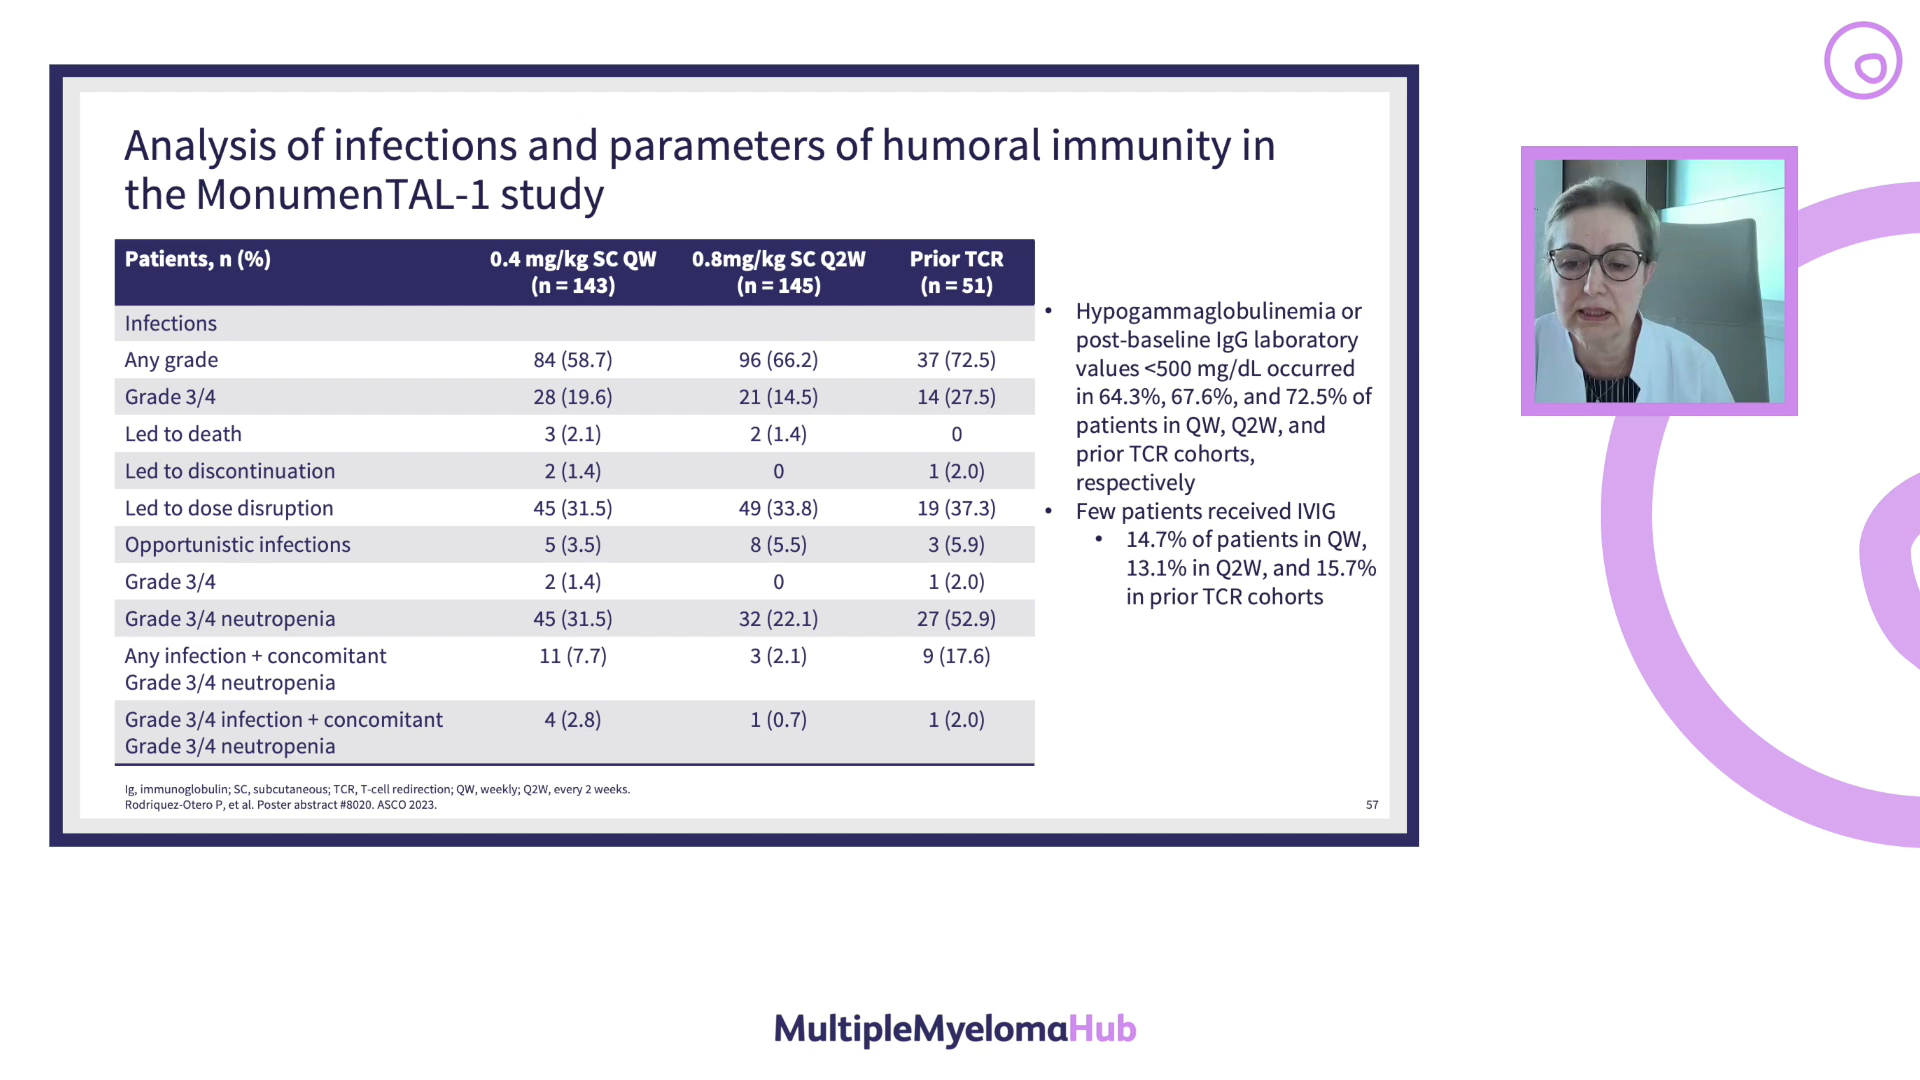 Analysis of infections and parameters of humoral immunity in
the MonumenTAL-1 study
Patients, n (%) 0.4 mg/kg SC QW 0.8mg/kg SC Q2W Prior TCR
(n = 143) (n = 145) (n = 51)
Infections
Any grade 84 (58.7) 96 (66.2) 37 (72.5)
Grade 3/4 28 (19.6) 21 (14.5) 14 (27.5)
Led to death 3 (2.1) 2 (1.4) 0
Led to discontinuation 2 (1.4) 0 1 (2.0)
Led to dose disruption 45 (31.5) 49 (33.8) 19 (37.3)
Opportunistic infections 5 (3.5) 8 (5.5) 3 (5.9)
Grade 3/4 2 (1.4) 0 1 (2.0)
Grade 3/4 neutropenia 45 (31.5) 32 (22.1) 27 (52.9)
Any infection + concomitant 11 (7.7) 3 (2.1) 9 (17.6)
Grade 3/4 neutropenia
Grade 3/4 infection + concomitant 4 (2.8) 1 (0.7) 1 (2.0)
Grade 3/4 neutropenia
• Hypogammaglobulinemia or
post-baseline IgG laboratory
values <500 mg/dL occurred
in 64.3%, 67.6%, and 72.5% of
patients in QW, Q2W, and
prior TCR cohorts,
respectively
• Few patients received IVIG
• 14.7% of patients in QW,
13.1% in Q2W, and 15.7%
in prior TCR cohorts
Ig, immunoglobulin; SC, subcutaneous; TCR, T-cell redirection; QW, weekly; Q2W, every 2 weeks.
Rodriquez-Otero P, et al. Poster abstract #8020. ASCO 2023.
57
MultipleMyelomaHub